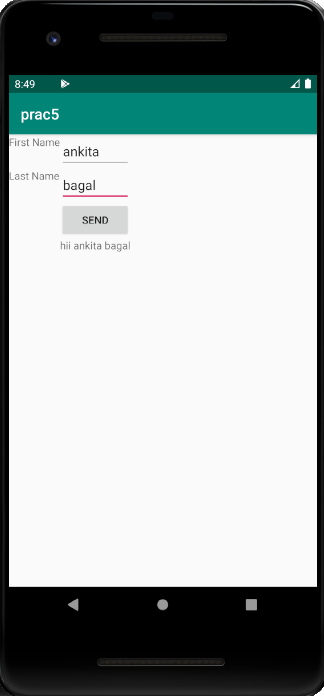 8:49
prac5
First Name ankita
Last Name bagal
SEND
hii ankita bagal